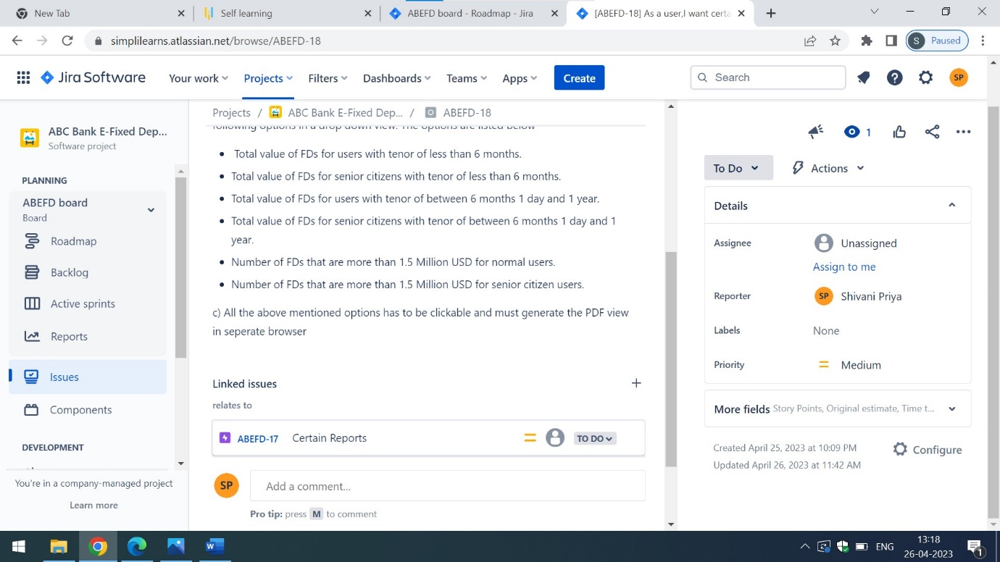 New Tab
Self learning
ABEFD board - Roadmap - Jira
[ABEFD-18] As a user,I want certa
simplilearns.atlassian.net/browse/ABEFD-18
S
Paused
Jira Software
Your work
Projects
Filters
Dashboards
Teams
Apps
Create
Search
SP
ABC Bank E-Fixed Dep...
Software project
PLANNING
ABEFD board
Board
Roadmap
Backlog
Active sprints
Reports
Issues
Components
DEVELOPMENT
You're in a company-managed project
Learn more
Projects / ABC Bank E-Fixed Dep... / ABEFD-18
following options in a drop down view. The options are listed below
• Total value of FDs for users with tenor of less than 6 months.
• Total value of FDs for senior citizens with tenor of less than 6 months.
• Total value of FDs for users with tenor of between 6 months 1 day and 1 year.
• Total value of FDs for senior citizens with tenor of between 6 months 1 day and 1
year.
• Number of FDs that are more than 1.5 Million USD for normal users.
• Number of FDs that are more than 1.5 Million USD for senior citizen users.
c) All the above mentioned options has to be clickable and must generate the PDF view
in seperate browser
Linked issues
relates to
ABEFD-17 Certain Reports TO DO
SP
Add a comment...
Pro tip: press M to comment
1
To Do
Actions
Details
Assignee
Unassigned
Assign to me
Reporter
SP Shivani Priya
Labels
None
Priority
Medium
More fields Story Points, Original estimate, Time t...
Created April 25, 2023 at 10:09 PM
Updated April 26, 2023 at 11:42 AM
Configure
ENG
13:18
26-04-2023
1